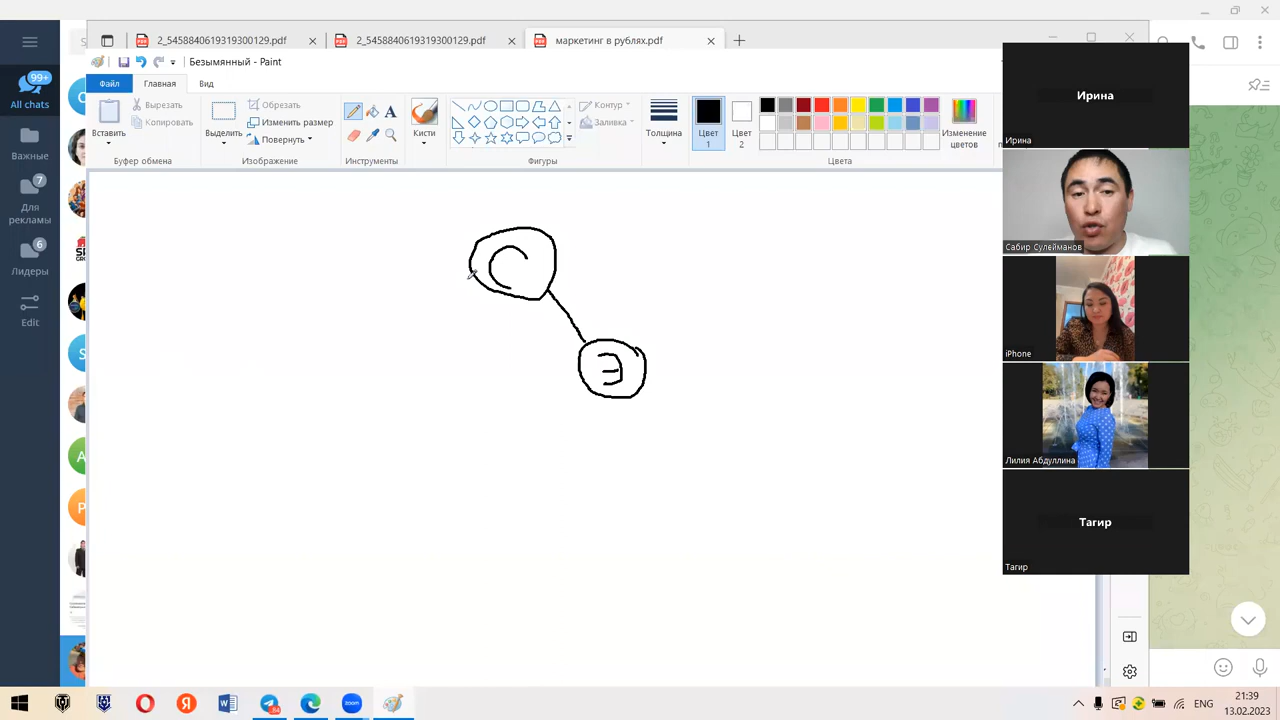 2_5458840619319300129.pdf
2_5458840619319300128.pdf
маркетинг в рублях.pdf
Безымянный - Paint
Файл
Главная
Вид
Вставить
Вырезать
Копировать
Буфер обмена
Выделить
Обрезать
Изменить размер
Повернуть
Изображение
Инструменты
Кисти
Контур
Заливка
Фигуры
Толщина
Цвет
1
Цвет
2
Изменение
цветов
Цвета
99+
All chats
Важные
7
Для
рекламы
6
Лидеры
Edit
С
Э
Ирина
Ирина
Сабир Сулейманов
iPhone
Лилия Абдуллина
Тагир
Тагир
zoom
84
ENG
21:39
13.02.2023